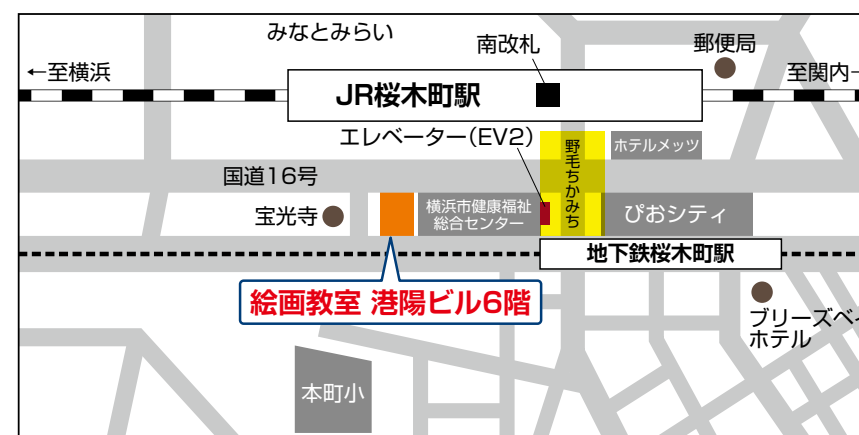 みなとみらい
南改札
郵便局
←至横浜
至関内
JR桜木町駅
エレベーター(EV2)
野毛ちかみち
ホテルメッツ
国道16号
宝光寺
横浜市健康福祉
総合センター
ぴおシティ
地下鉄桜木町駅
絵画教室 港陽ビル6階
ブリーズベイ
ホテル
本町小